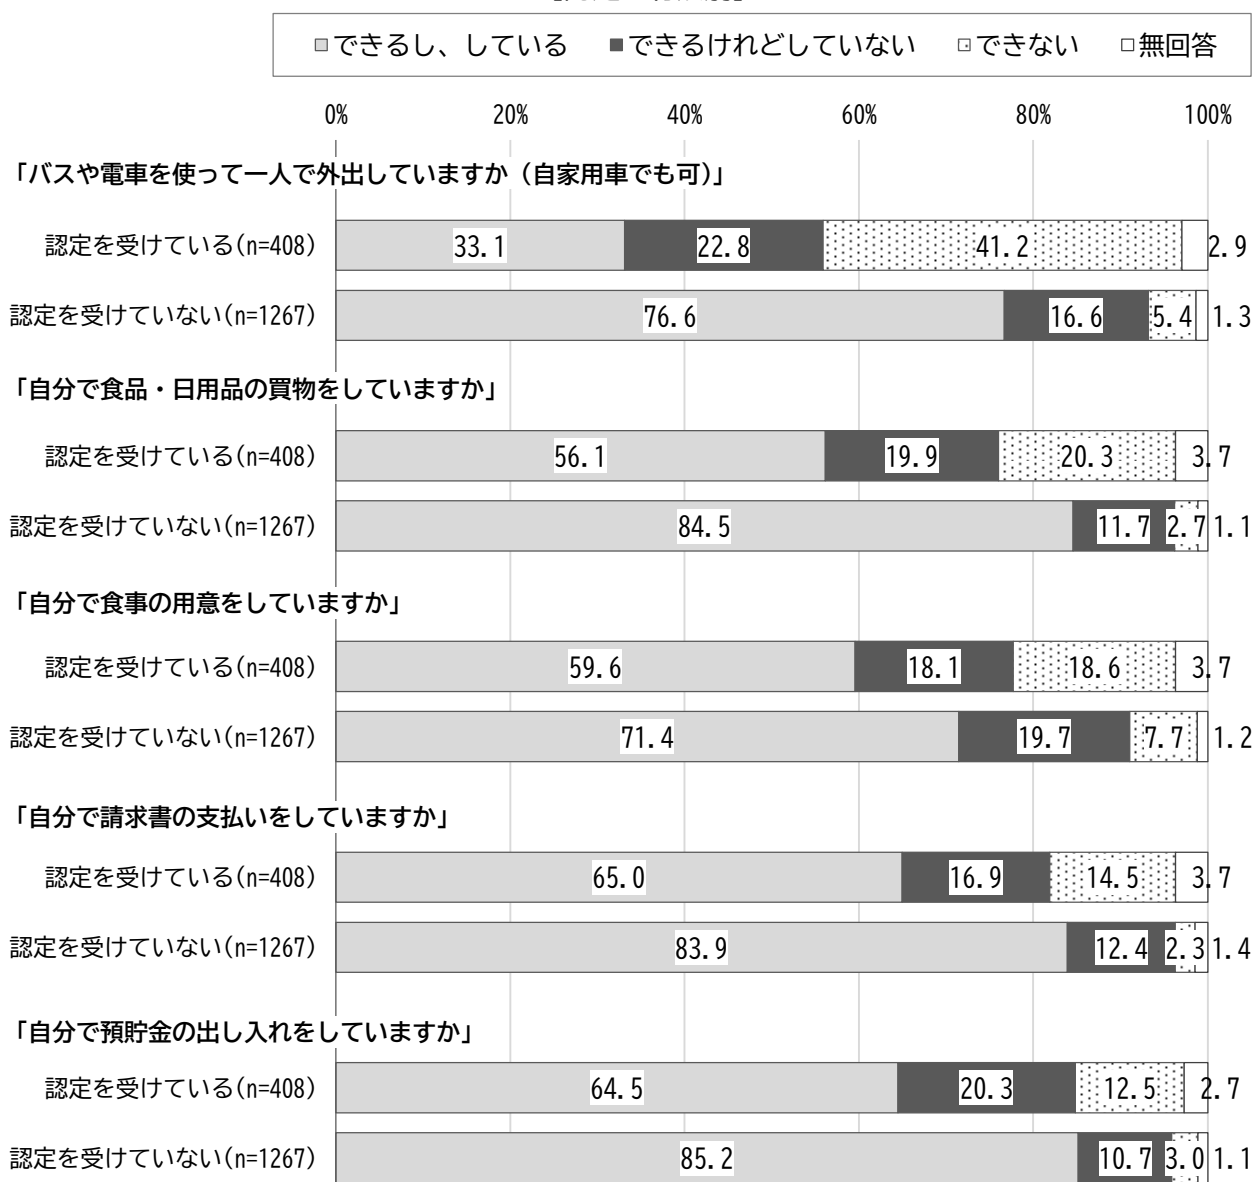 できるし、している できるけれどしていない できない 無回答
0% 20% 40% 60% 80% 100%
「バスや電車を使って一人で外出していますか（自家用車でも可）」
認定を受けている(n=408) 33.1 22.8 41.2 2.9
認定を受けていない(n=1267) 76.6 16.6 5.4 1.3
「自分で食品・日用品の買物をしていますか」
認定を受けている(n=408) 56.1 19.9 20.3 3.7
認定を受けていない(n=1267) 84.5 11.7 2.7 1.1
「自分で食事の用意をしていますか」
認定を受けている(n=408) 59.6 18.1 18.6 3.7
認定を受けていない(n=1267) 71.4 19.7 7.7 1.2
「自分で請求書の支払いをしていますか」
認定を受けている(n=408) 65.0 16.9 14.5 3.7
認定を受けていない(n=1267) 83.9 12.4 2.3 1.4
「自分で預貯金の出し入れをしていますか」
認定を受けている(n=408) 64.5 20.3 12.5 2.7
認定を受けていない(n=1267) 85.2 10.7 3.0 1.1